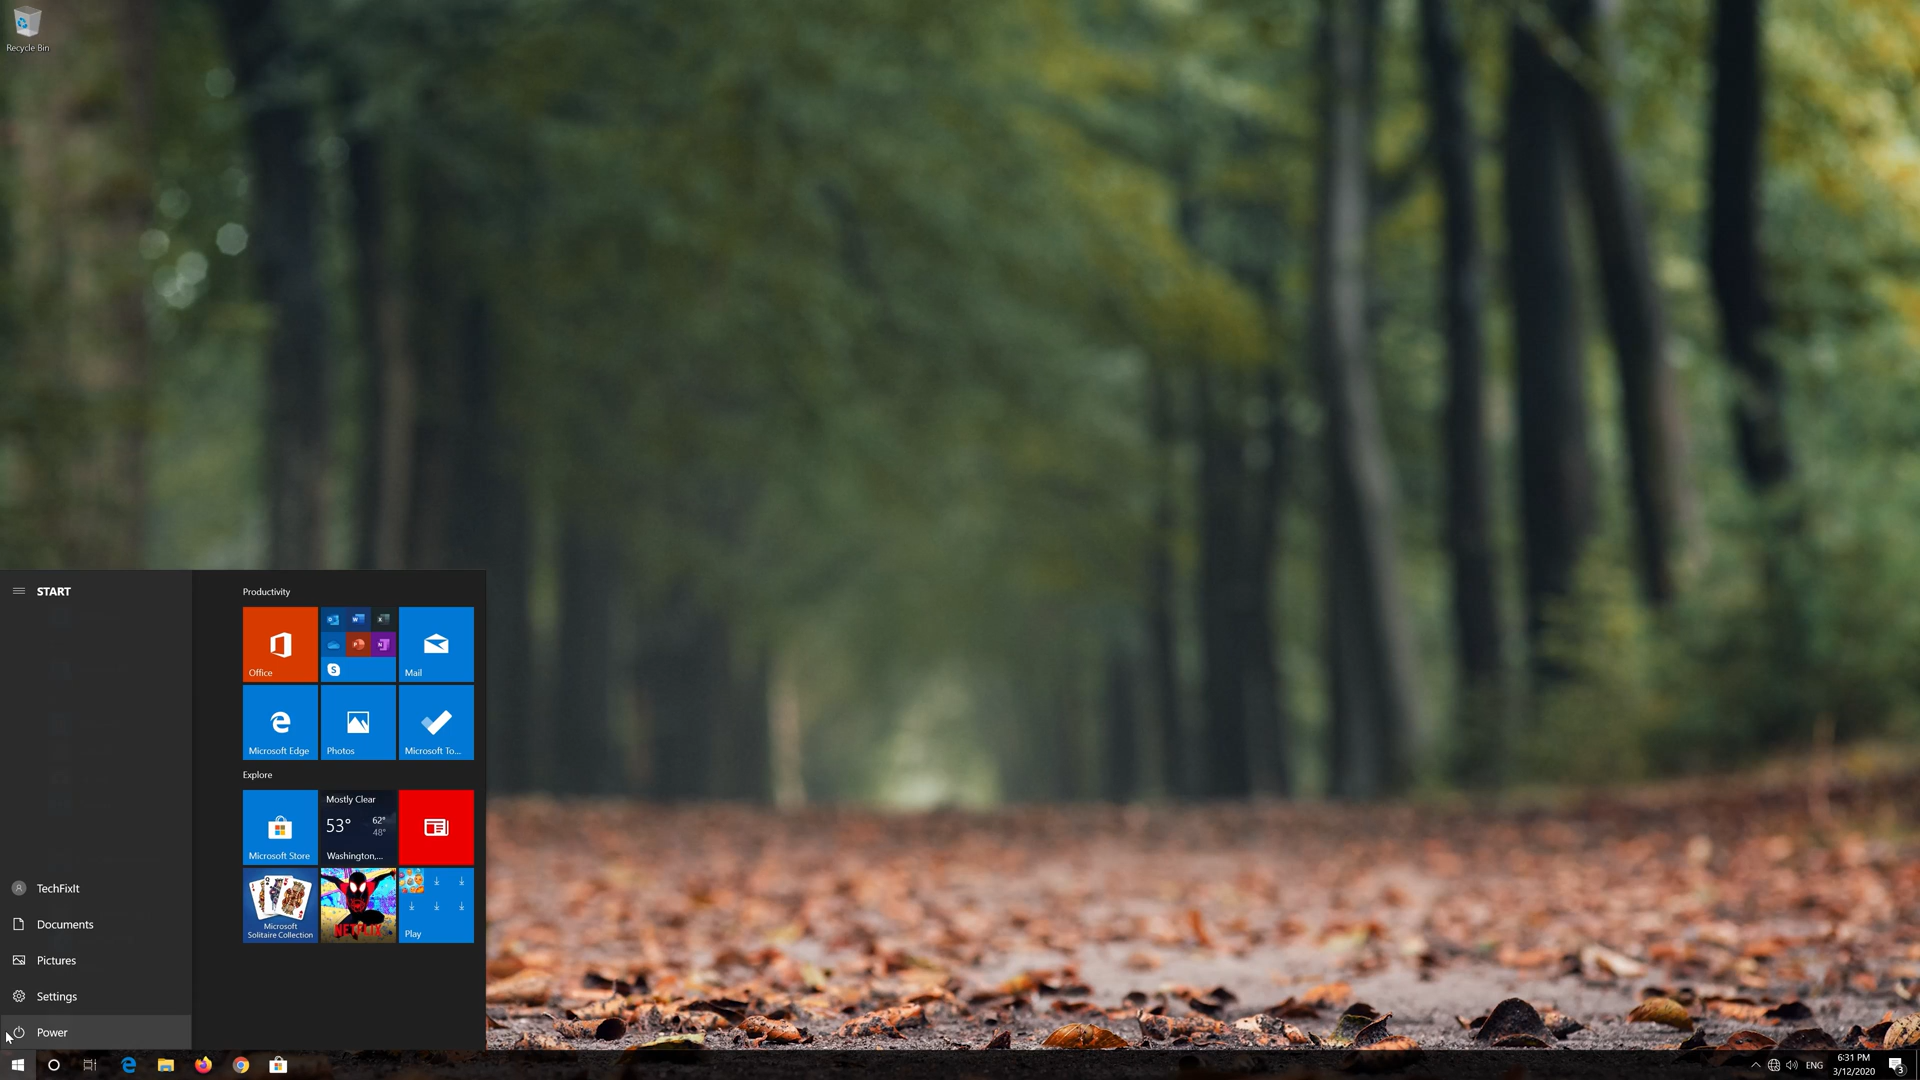 Recycle Bin
START
TechFixIt
Documents
Pictures
Settings
Power
Productivity
Office
Mail
Microsoft Edge
Photos
Microsoft To...
Explore
Microsoft Store
Mostly Clear
53°
62°
48°
Washington,...
Microsoft
Solitaire Collection
NETFLIX
Play
ENG
6:31 PM
3/12/2020
3